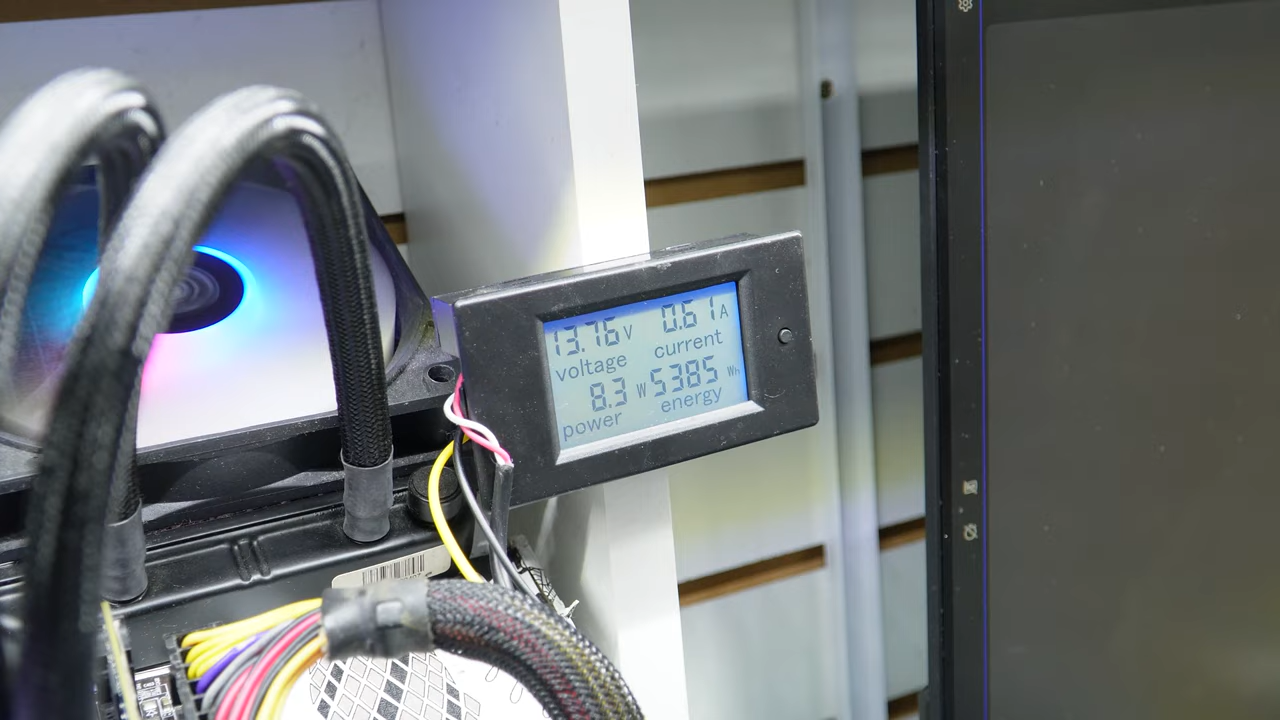 13.76 V 0.61 A
voltage current
8.3 W 5385 Wh
power energy